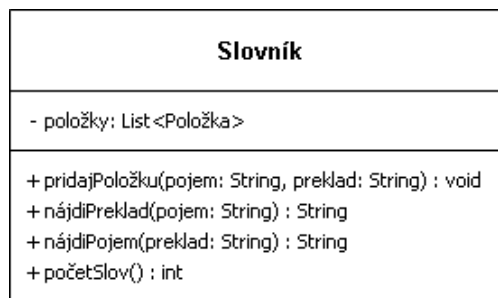 Slovník
- položky: List<Položka>
+ pridajPoložku(pojem: String, preklad: String) : void
+ nájdiPreklad(pojem: String) : String
+ nájdiPojem(preklad: String) : String
+ početSlov() : int